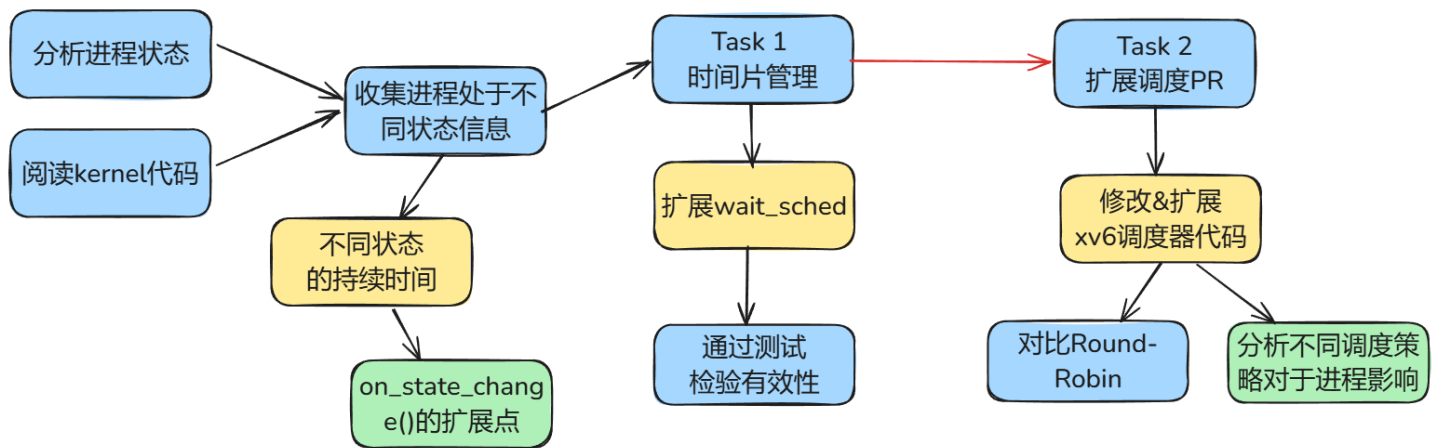 分析进程状态
阅读kernel代码
收集进程处于不
同状态信息
不同状态
的持续时间
on_state_chang
e()的扩展点
Task 1
时间片管理
扩展wait_sched
通过测试
检验有效性
Task 2
扩展调度PR
修改&扩展
xv6调度器代码
对比Round-
Robin
分析不同调度策
略对于进程影响